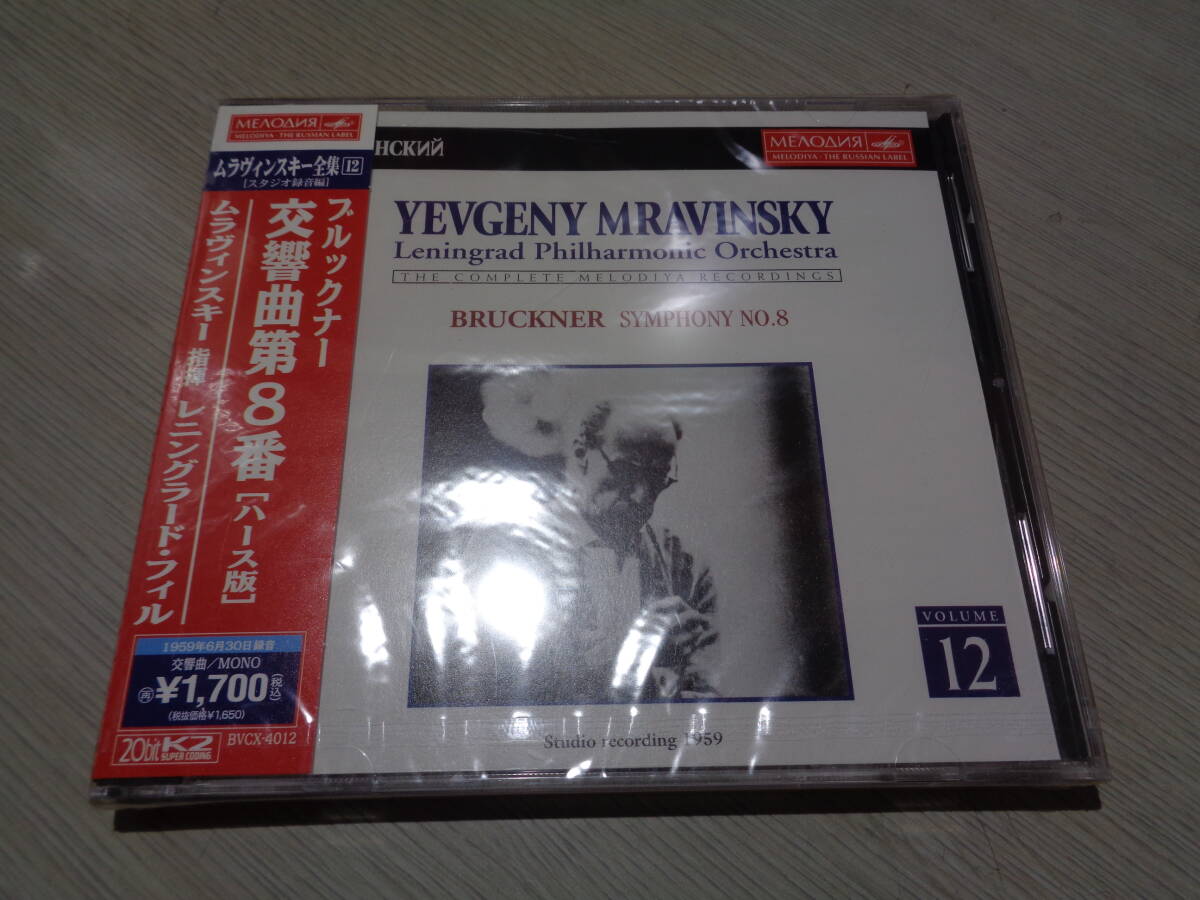 МЕЛОДИЯ
MELODIYA · THE RUSSIAN LABEL
ムラヴィンスキー全集 12
[スタジオ録音編]
ブルックナー
交響曲第8番[ハース版]
ムラヴィンスキー 指揮 レニングラード・フィル
1959年6月30日録音
交響曲/MONO
再 ¥1,700(税込)
(税抜価格¥1,650)
20bit K2 SUPER CODING
BVCX-4012
НСКИЙ
МЕЛОДИЯ
MELODIYA · THE RUSSIAN LABEL
YEVGENY MRAVINSKY
Leningrad Philharmonic Orchestra
THE COMPLETE MELODIYA RECORDINGS
BRUCKNER SYMPHONY NO.8
VOLUME
12
Studio recording 1959